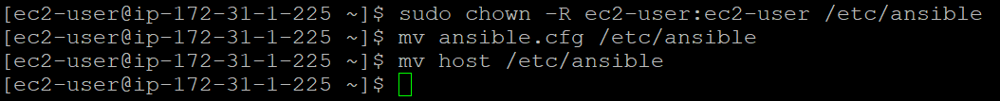 [ec2-user@ip-172-31-1-225 ~]$ sudo chown -R ec2-user:ec2-user /etc/ansible
[ec2-user@ip-172-31-1-225 ~]$ mv ansible.cfg /etc/ansible
[ec2-user@ip-172-31-1-225 ~]$ mv host /etc/ansible
[ec2-user@ip-172-31-1-225 ~]$